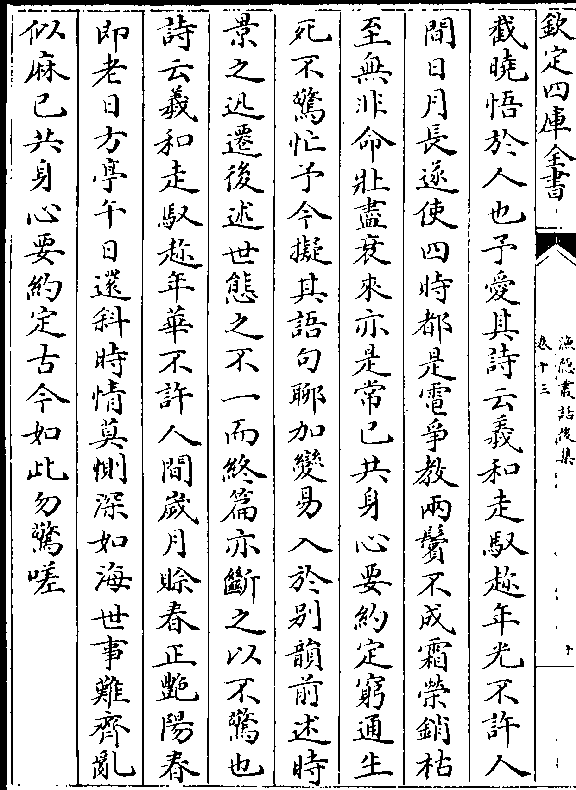 欽定四庫全書
漁隱叢話後集
卷十三
截曉悟於人也予愛其詩云義和走馭趂年光不許人
間日月長遂使四時都是電爭教兩鬢不成霜榮銷枯
至無非命壯盡衰來亦是常已共身心要約定窮通生
死不驚忙予今擬其語句聊加變易入於别韻前述時
景之迅遷後述世態之不一而終篇亦斷之以不驚也
詩云義和走馭趂年華不許人間歲月賒春正艶陽春
即老日方亭午日還斜時情莫惻深如海世事難齊亂
似麻已共身心要約定古今如此勿驚嗟